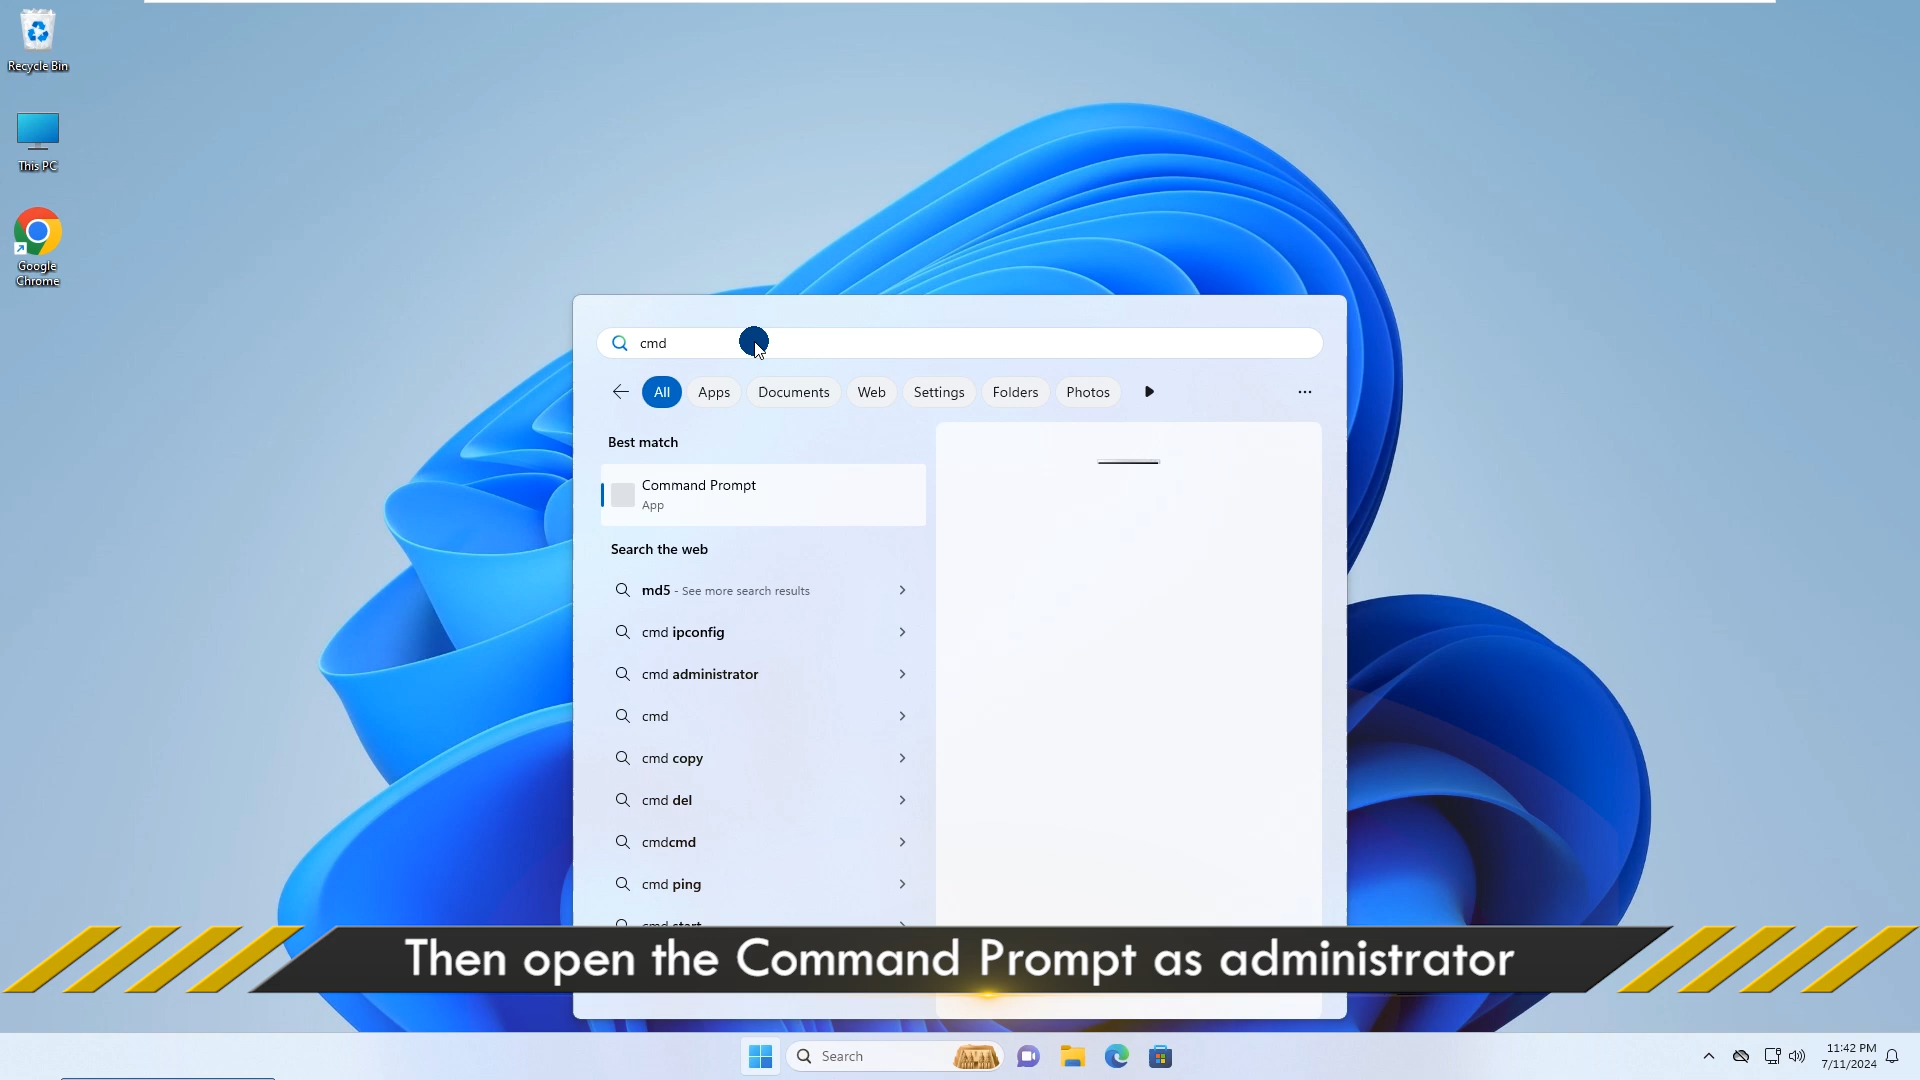 Recycle Bin
This PC
Google
Chrome
cmd
All Apps Documents Web Settings Folders Photos
Best match
Command Prompt
App
Search the web
md5 - See more search results
cmd ipconfig
cmd administrator
cmd
cmd copy
cmd del
cmdcmd
cmd ping
cmd start
Then open the Command Prompt as administrator
Search
11:42 PM
7/11/2024